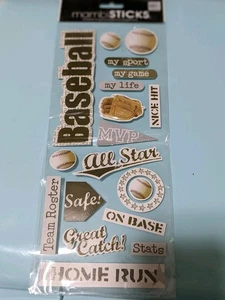 mambiSTICKS
Baseball
my sport
my game
my life
NICE HIT
MVP
All Star
Team Roster
Safe!
ON BASE
Great
Catch!
Stats
HOME RUN